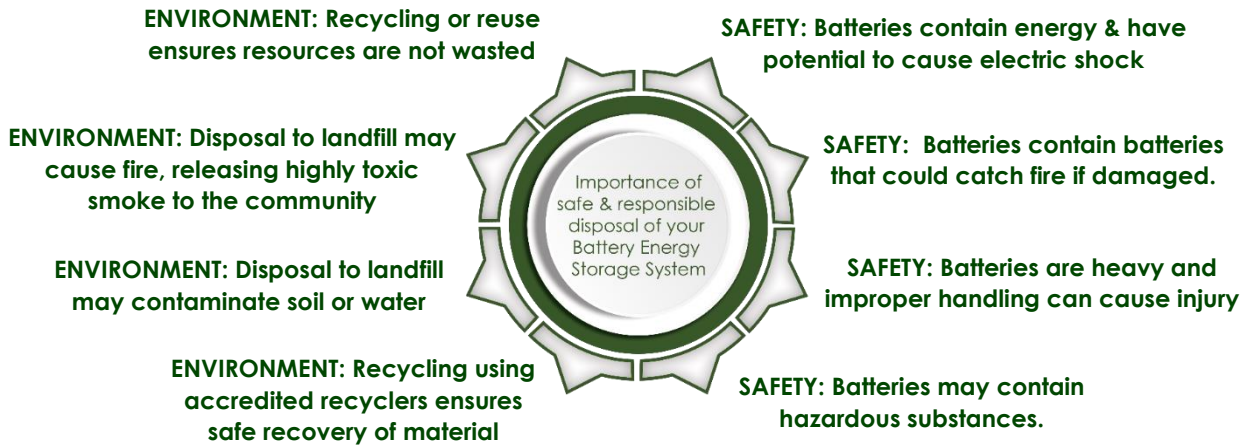 ENVIRONMENT: Recycling or reuse
ensures resources are not wasted
ENVIRONMENT: Disposal to landfill may
cause fire, releasing highly toxic
smoke to the community
ENVIRONMENT: Disposal to landfill
may contaminate soil or water
ENVIRONMENT: Recycling using
accredited recyclers ensures
safe recovery of material
Importance of
safe & responsible
disposal of your
Battery Energy
Storage System
SAFETY: Batteries contain energy & have
potential to cause electric shock
SAFETY: Batteries contain batteries
that could catch fire if damaged.
SAFETY: Batteries are heavy and
improper handling can cause injury
SAFETY: Batteries may contain
hazardous substances.